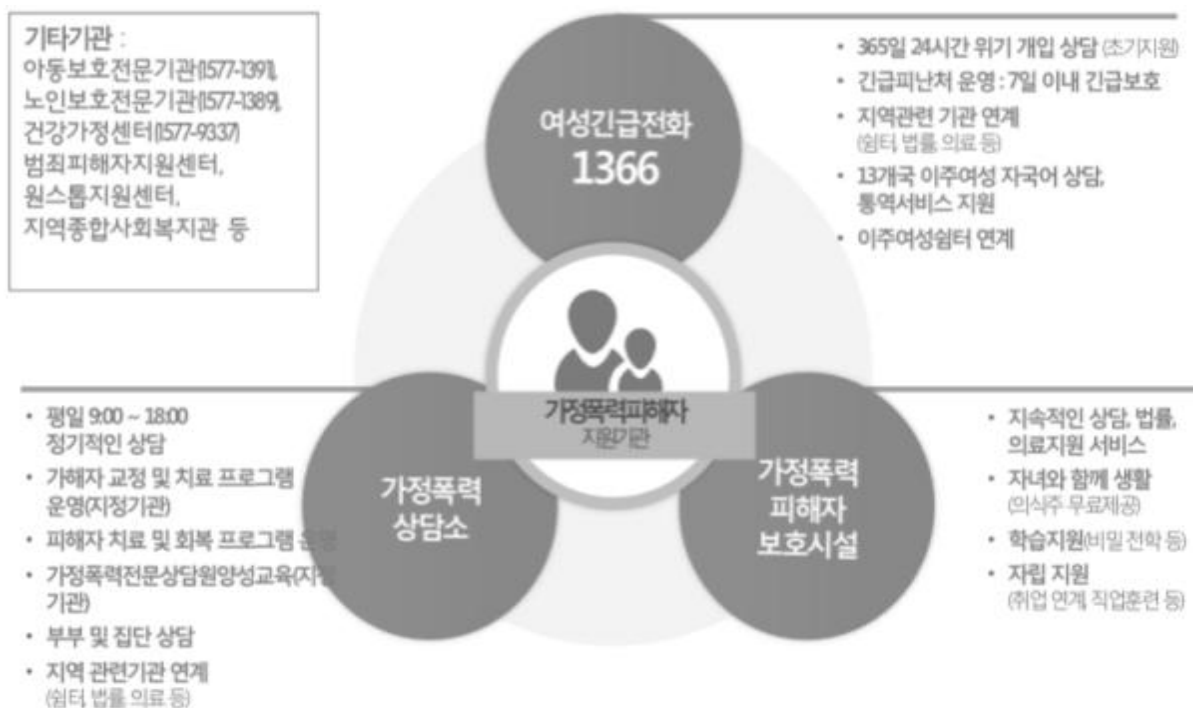 기타기관 :
아동보호전문기관(1577-1391),
노인보호전문기관(1577-1389),
건강가정센터(1577-9337)
범죄피해자지원센터,
원스톱지원센터,
지역종합사회복지관 등
여성긴급전화
1366
• 365일 24시간 위기 개입 상담 (초기지원)
• 긴급피난처 운영 : 7일 이내 긴급보호
• 지역관련 기관 연계
(쉼터, 법률, 의료 등)
• 13개국 이주여성 자국어 상담,
통역서비스 지원
• 이주여성쉼터 연계
가정폭력피해자
지원기관
• 평일 9:00 ~ 18:00
정기적인 상담
• 가해자 교정 및 치료 프로그램
운영(지정기관)
• 피해자 치료 및 회복 프로그램 운영
• 가정폭력전문상담원양성교육(지정
기관)
• 부부 및 집단 상담
• 지역 관련기관 연계
(쉼터, 법률, 의료 등)
가정폭력
상담소
가정폭력
피해자
보호시설
• 지속적인 상담, 법률,
의료지원 서비스
• 자녀와 함께 생활
(의식주 무료제공)
• 학습지원(비밀 전학 등)
• 자립 지원
(취업 연계, 직업훈련 등)